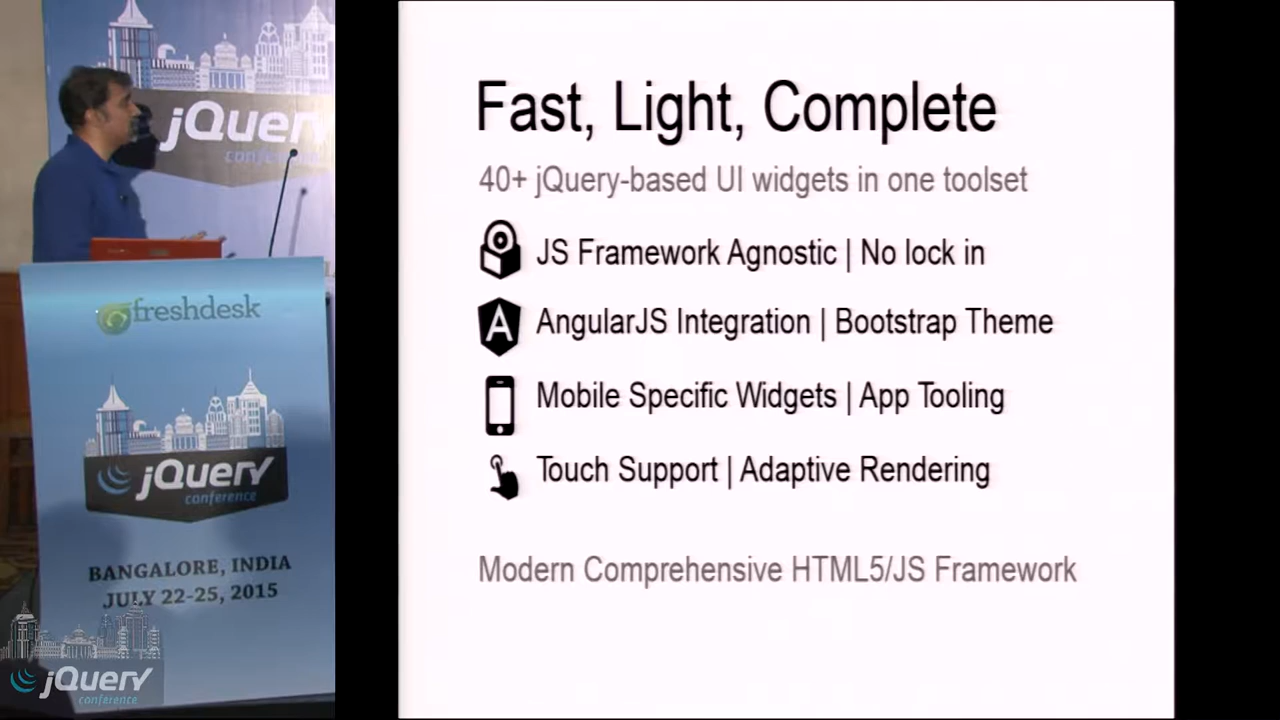 jQuery
conference
freshdesk
jQuery
conference
BANGALORE, INDIA
JULY 22-25, 2015
jQuery
conference
Fast, Light, Complete
40+ jQuery-based UI widgets in one toolset
JS Framework Agnostic | No lock in
A
AngularJS Integration | Bootstrap Theme
Mobile Specific Widgets | App Tooling
Touch Support | Adaptive Rendering
Modern Comprehensive HTML5/JS Framework